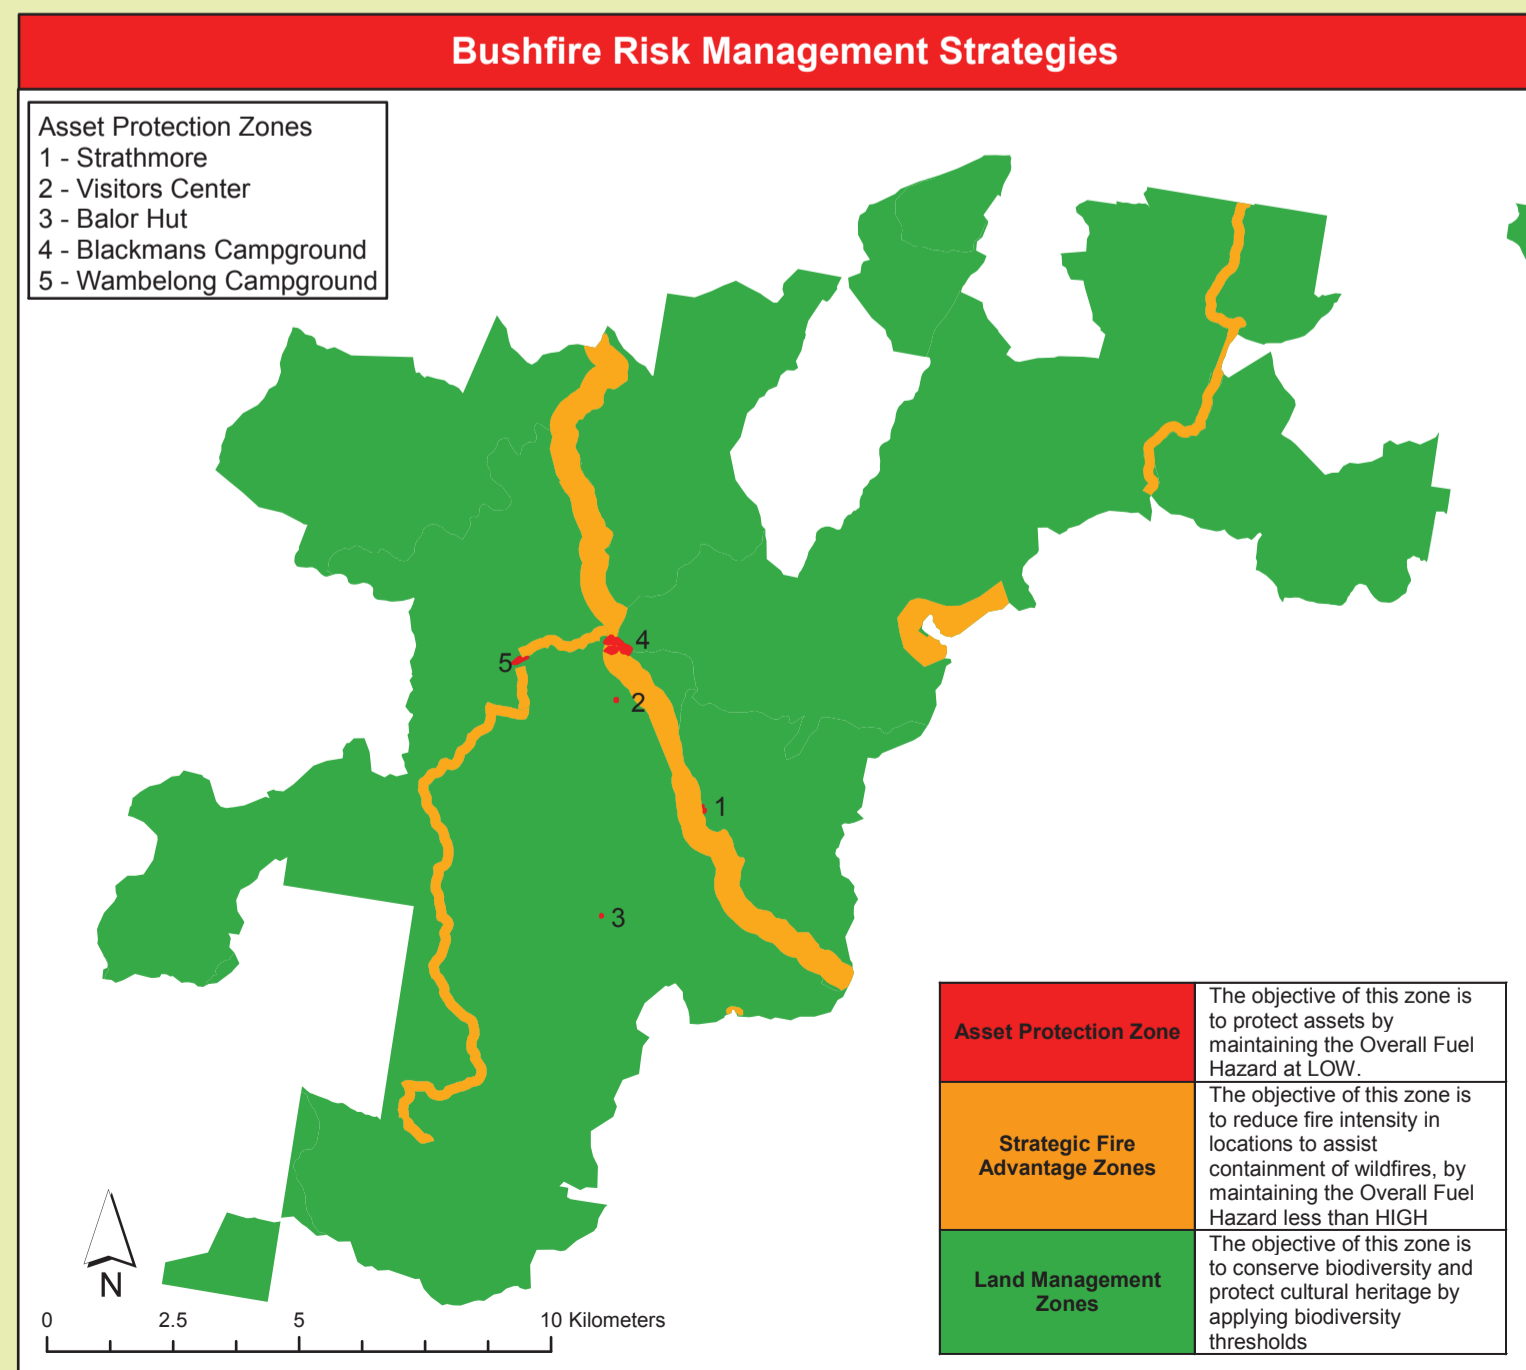 Bushfire Risk Management Strategies
Asset Protection Zones
1 - Strathmore
2 - Visitors Center
3 - Balor Hut
4 - Blackmans Campground
5 - Wambelong Campground
4
5
2
1
3
Asset Protection Zone
The objective of this zone is
to protect assets by
maintaining the Overall Fuel
Hazard at LOW.
Strategic Fire
Advantage Zones
The objective of this zone is
to reduce fire intensity in
locations to assist
containment of wildfires, by
maintaining the Overall Fuel
Hazard less than HIGH
Land Management
Zones
The objective of this zone is
to conserve biodiversity and
protect cultural heritage by
applying biodiversity
thresholds
N
0 2.5 5 10 Kilometers